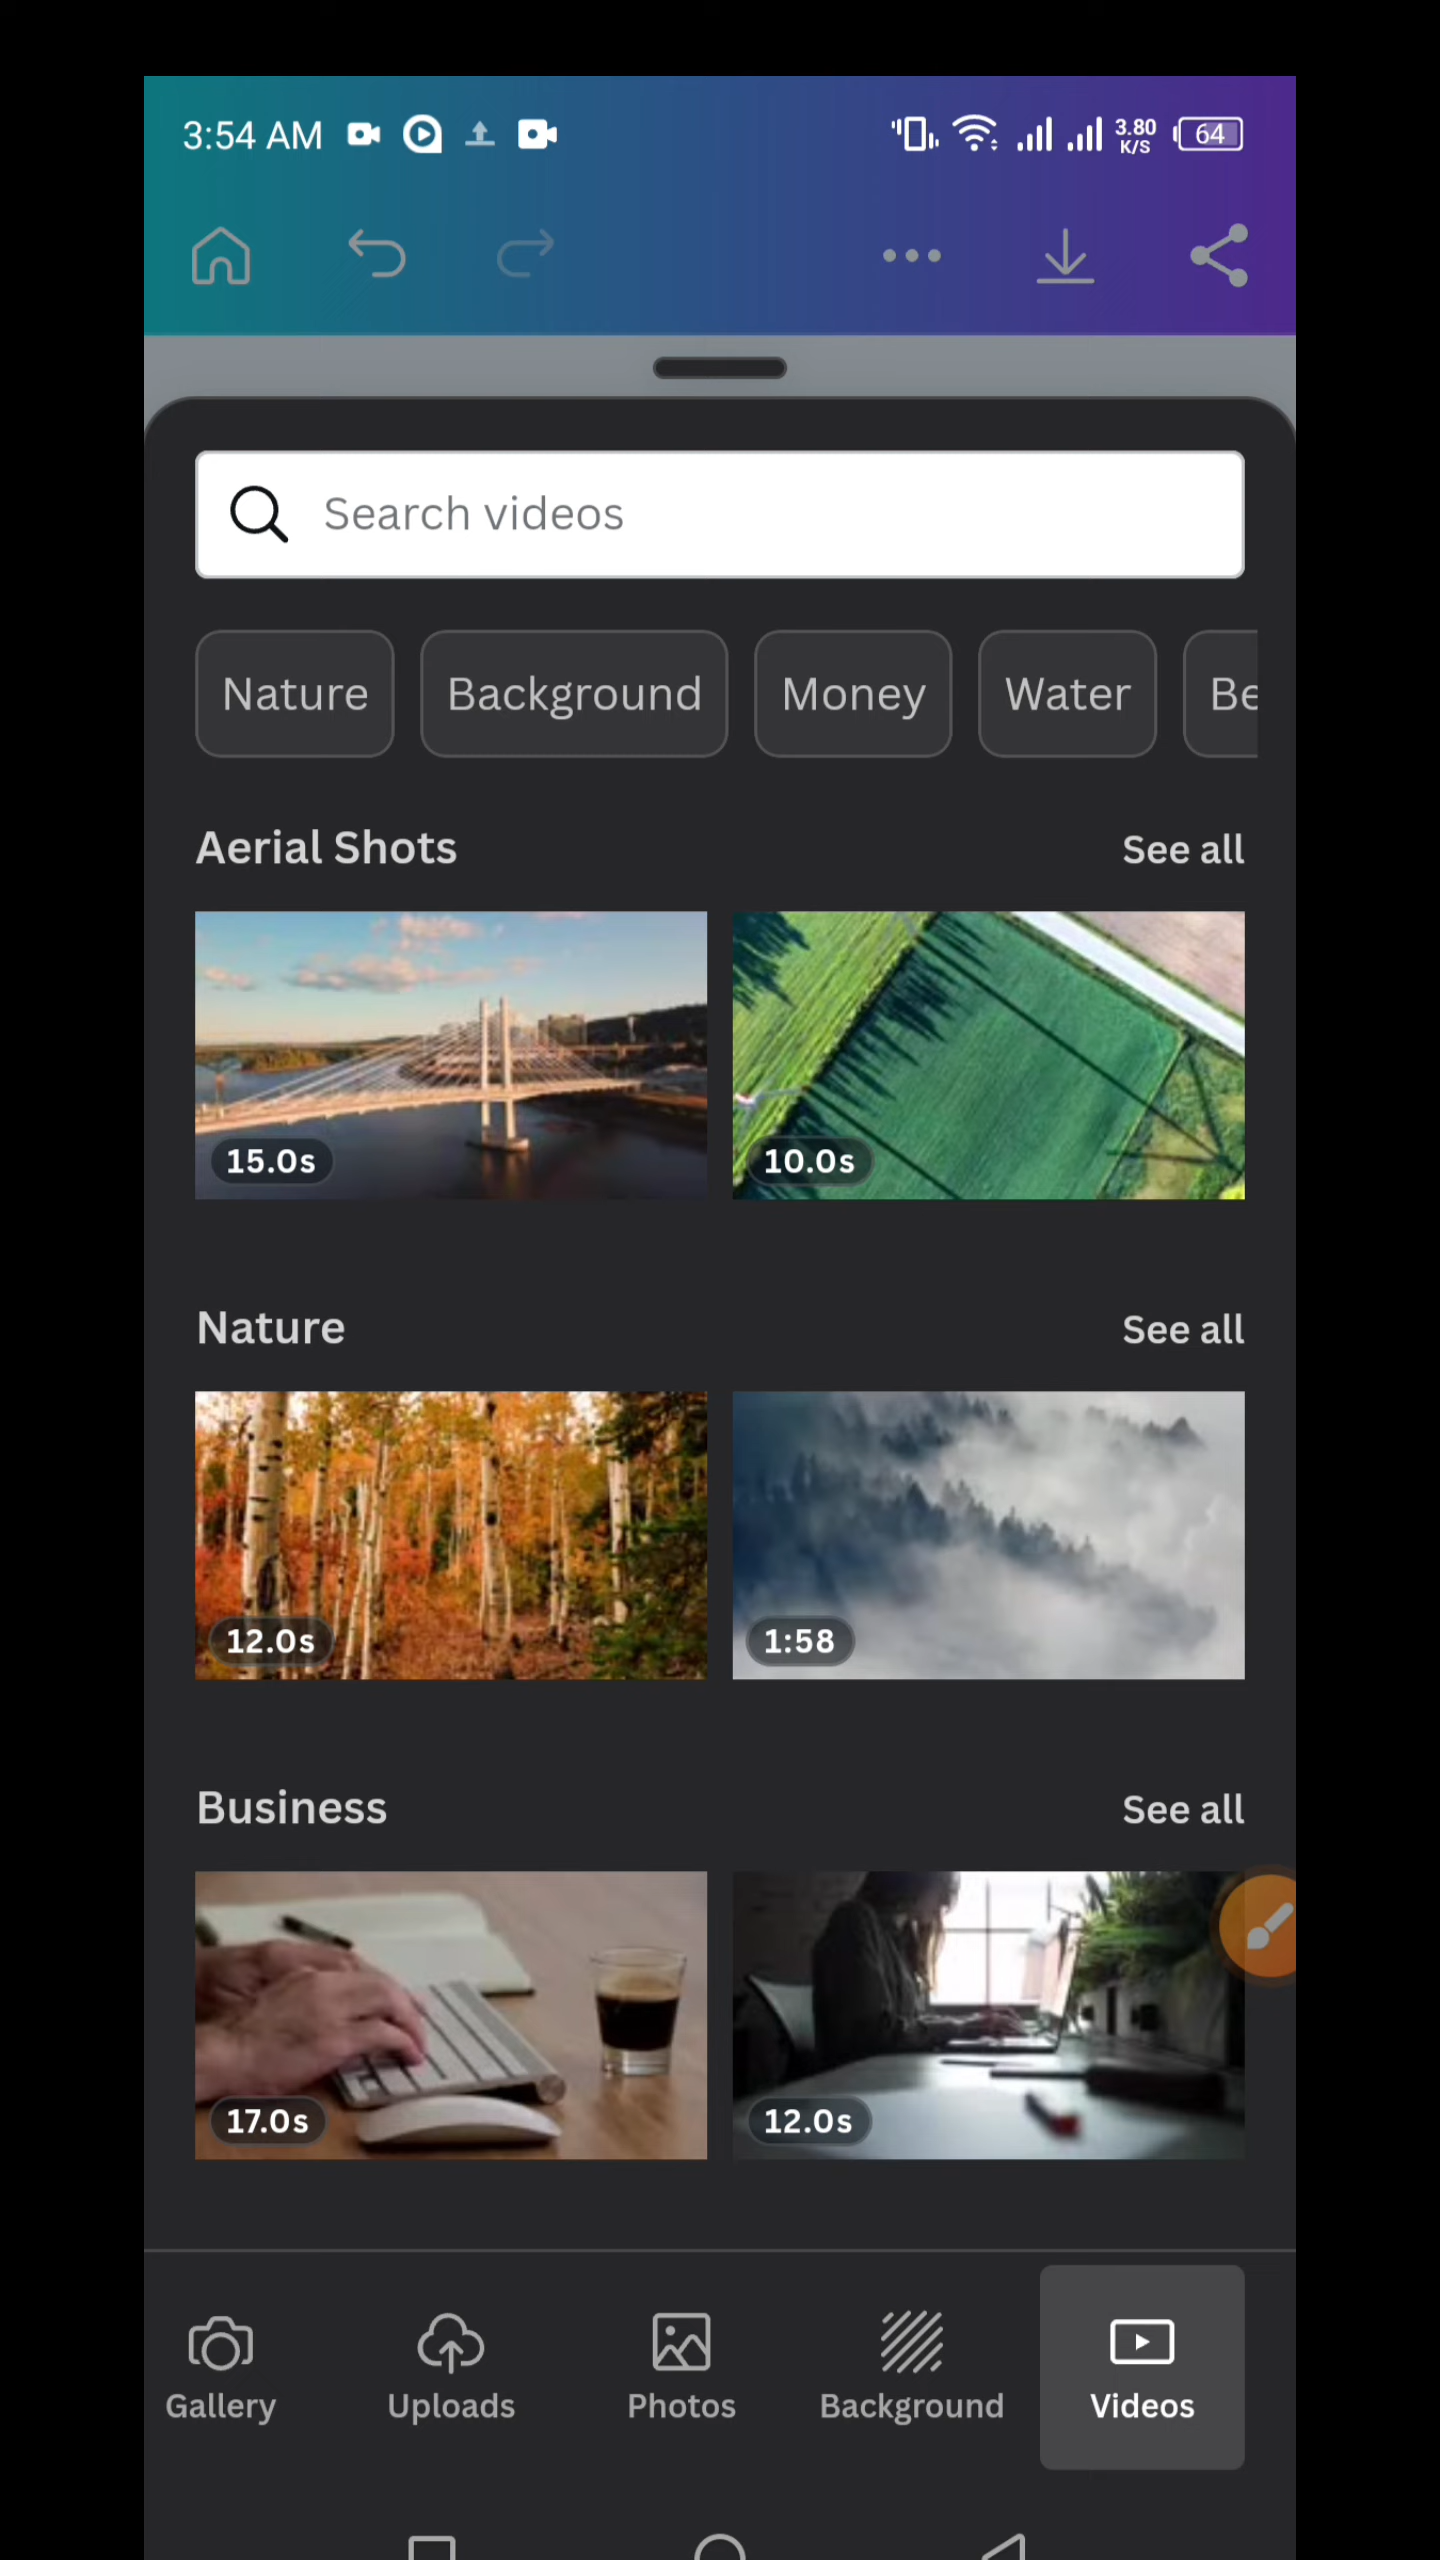 3:54 AM 3.80 K/S 64
Search videos
Nature Background Money Water Be
Aerial Shots See all
15.0s 10.0s
Nature See all
12.0s 1:58
Business See all
17.0s 12.0s
Gallery Uploads Photos Background Videos